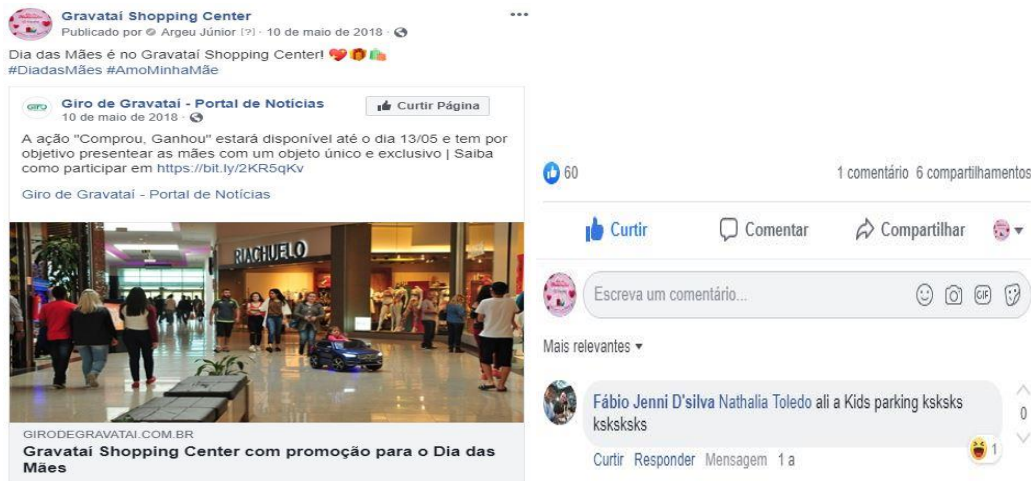 Gravataí Shopping Center
Publicado por Argeu Júnior [?] · 10 de maio de 2018 ·
Dia das Mães é no Gravataí Shopping Center!
#DiadasMães #AmoMinhaMãe
GIRO
Giro de Gravataí - Portal de Notícias
Curtir Página
10 de maio de 2018 ·
A ação "Comprou, Ganhou" estará disponível até o dia 13/05 e tem por
objetivo presentear as mães com um objeto único e exclusivo | Saiba
como participar em https://bit.ly/2KR5qKv
Giro de Gravataí - Portal de Notícias
RIACHUELO
GIRODEGRAVATAI.COM.BR
Gravataí Shopping Center com promoção para o Dia das
Mães
60
1 comentário 6 compartilhamentos
Curtir
Comentar
Compartilhar
Escreva um comentário...
GIF
Mais relevantes
Fábio Jenni D'silva Nathalia Toledo ali a Kids parking ksksks
ksksksks
0
1
Curtir Responder Mensagem 1 a